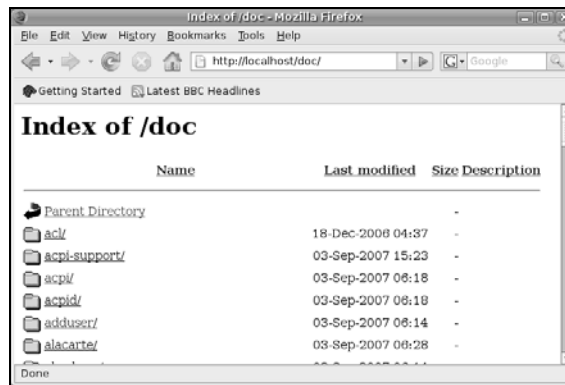 Index of /doc - Mozilla Firefox
File Edit View History Bookmarks Tools Help
http://localhost/doc/ G Google
Getting Started Latest BBC Headlines
Index of /doc
Name Last modified Size Description
Parent Directory -
acl/ 18-Dec-2006 04:37 -
acpi-support/ 03-Sep-2007 15:23 -
acpi/ 03-Sep-2007 06:18 -
acpid/ 03-Sep-2007 06:18 -
adduser/ 03-Sep-2007 06:14 -
alacarte/ 03-Sep-2007 06:28 -
Done